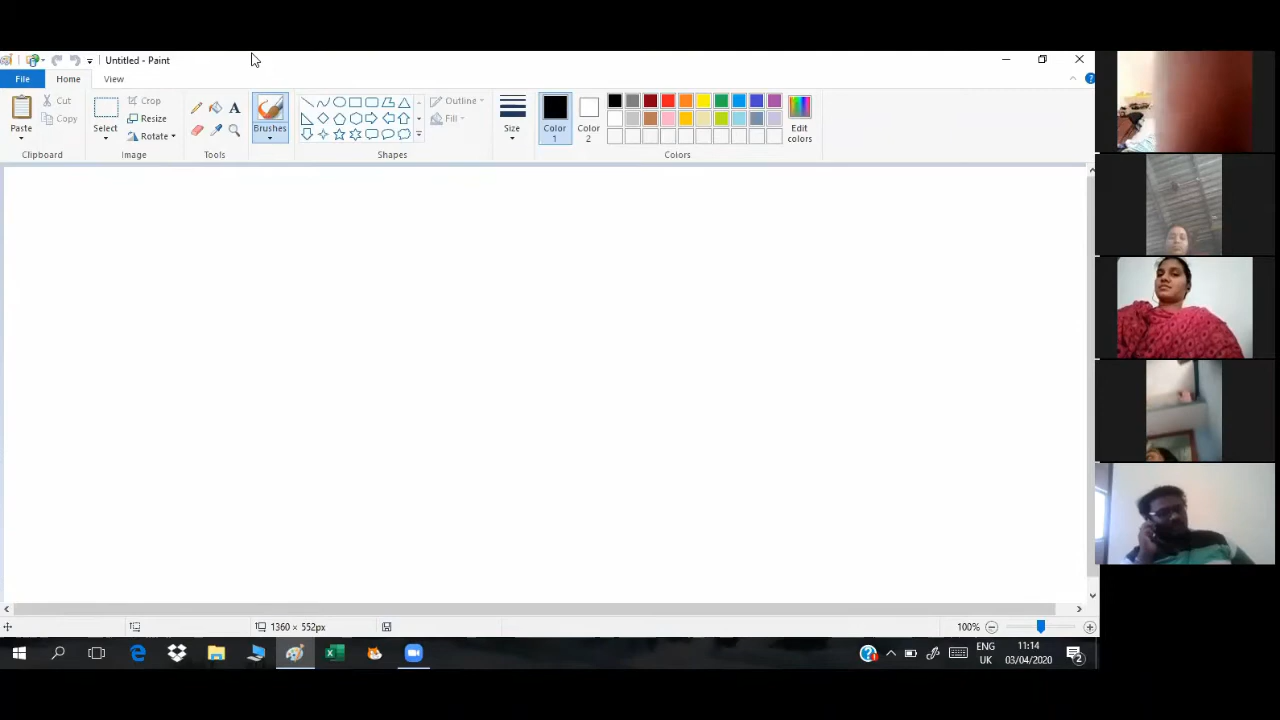 Untitled - Paint
File Home View
Paste
Cut
Copy
Clipboard
Select
Crop
Resize
Rotate
Image
A
Tools
Brushes
Outline
Fill
Shapes
Size
Color 1
Color 2
Edit colors
Colors
1360 × 552px
100%
ENG UK
11:14
03/04/2020
2